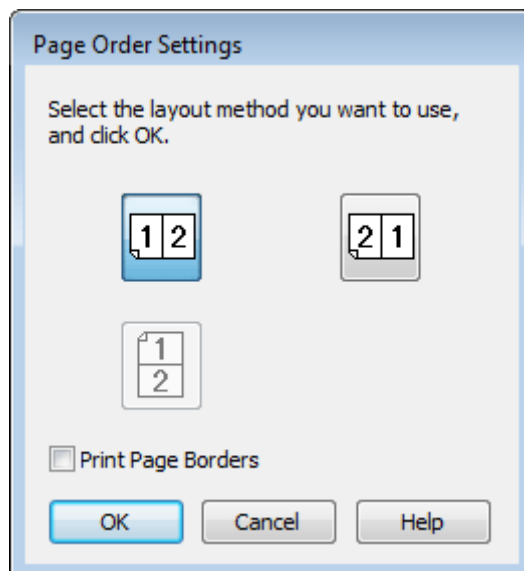 Page Order Settings
Select the layout method you want to use,
and click OK.
1 2
2 1
1
2
Print Page Borders
OK Cancel Help